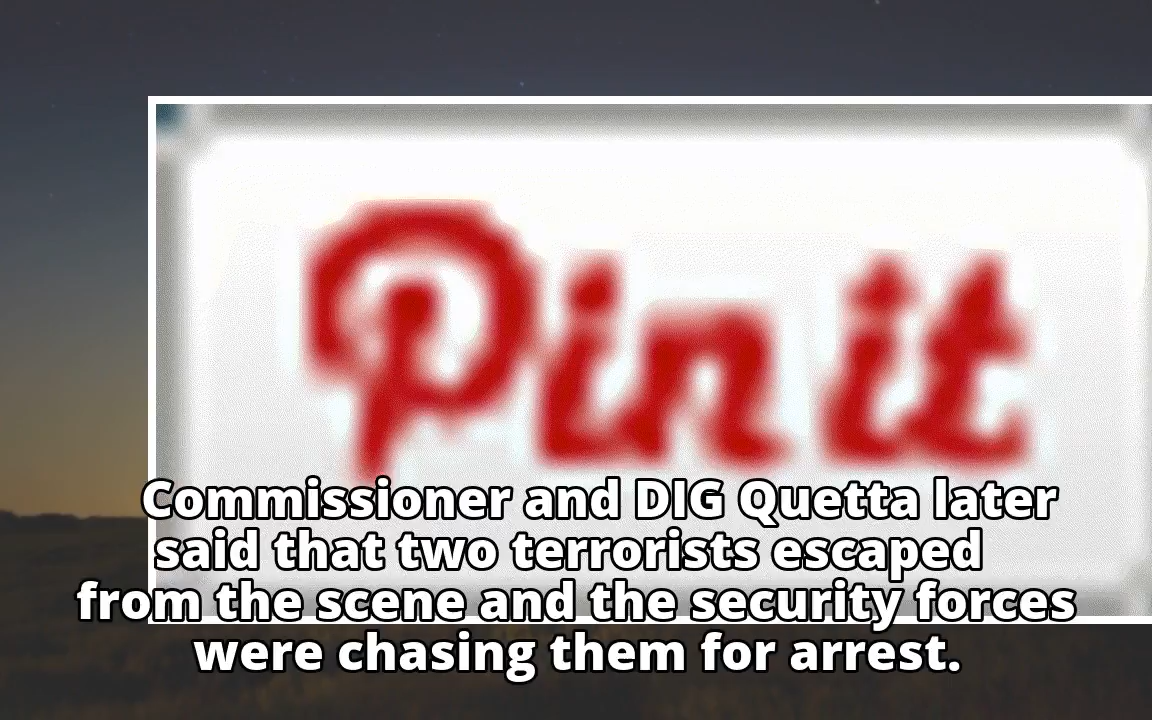 Pin it
Commissioner and DIG Quetta later
said that two terrorists escaped
from the scene and the security forces
were chasing them for arrest.